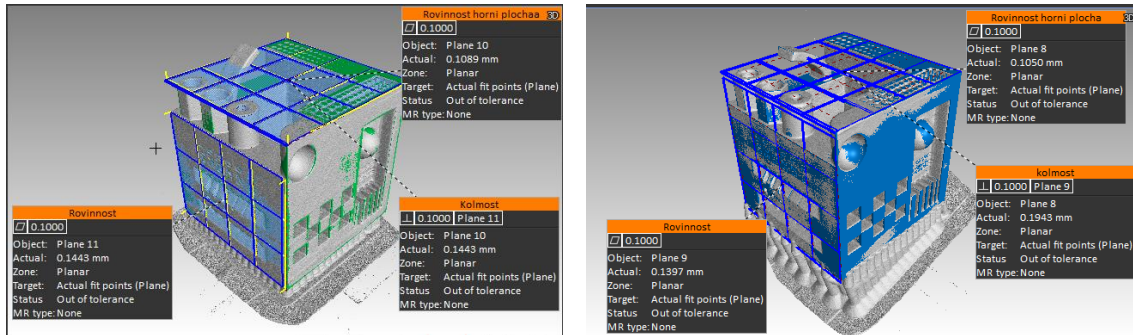 Rovinnost horni plochaa 3D
0.1000
Object: Plane 10
Actual: 0.1089 mm
Zone: Planar
Target: Actual fit points (Plane)
Status Out of tolerance
MR type: None
Rovinnost
0.1000
Object: Plane 11
Actual: 0.1443 mm
Zone: Planar
Target: Actual fit points (Plane)
Status Out of tolerance
MR type: None
Kolmost
⊥ 0.1000 Plane 11
Object: Plane 10
Actual: 0.1443 mm
Zone: Planar
Target: Actual fit points (Plane)
Status Out of tolerance
MR type: None
Rovinnost horni plocha 3D
0.1000
Object: Plane 8
Actual: 0.1050 mm
Zone: Planar
Target: Actual fit points (Plane)
Status Out of tolerance
MR type: None
kolmost
⊥ 0.1000 Plane 9
Object: Plane 8
Actual: 0.1943 mm
Zone: Planar
Target: Actual fit points (Plane)
Status Out of tolerance
MR type: None
Rovinnost
0.1000
Object: Plane 9
Actual: 0.1397 mm
Zone: Planar
Target: Actual fit points (Plane)
Status Out of tolerance
MR type: None